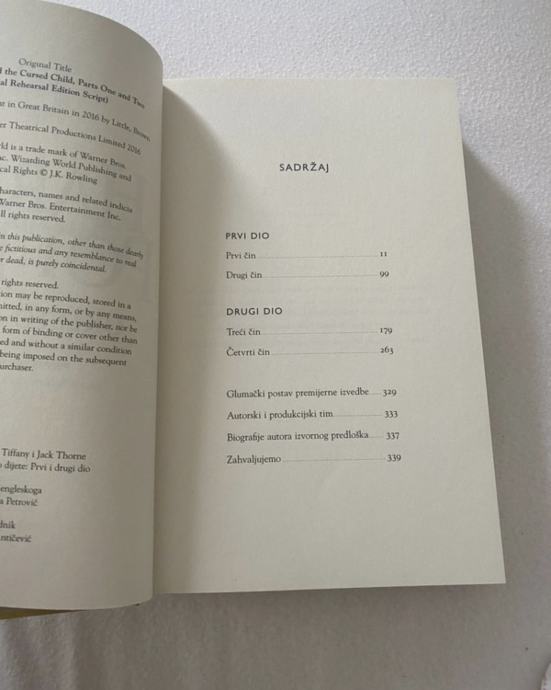 Original Title
the Cursed Child, Parts One and Two
al Rehearsal Edition Script)
in Great Britain in 2016 by Little, Brown
Theatrical Productions Limited 2016
is a trade mark of Warner Bros.
Wizarding World Publishing and
cal Rights © J.K. Rowling
characters, names and related indicia
Warner Bros. Entertainment Inc.
ll rights reserved.
in this publication, other than those clearly
fictitious and any resemblance to real
dead, is purely coincidental.
rights reserved.
tion may be reproduced, stored in a
mitted, in any form, or by any means,
on in writing of the publisher, nor be
form of binding or cover other than
ed and without a similar condition
being imposed on the subsequent
urchaser.
Tiffany i Jack Thorne
dijete: Prvi i drugi dio
engleskoga
a Petrović
dnik
ntičević
SADRŽAJ
PRVI DIO
Prvi čin 11
Drugi čin 99
DRUGI DIO
Treći čin 179
Četvrti čin 263
Glumački postav premijerne izvedbe 329
Autorski i produkcijski tim 333
Biografije autora izvornog predloška 337
Zahvaljujemo 339